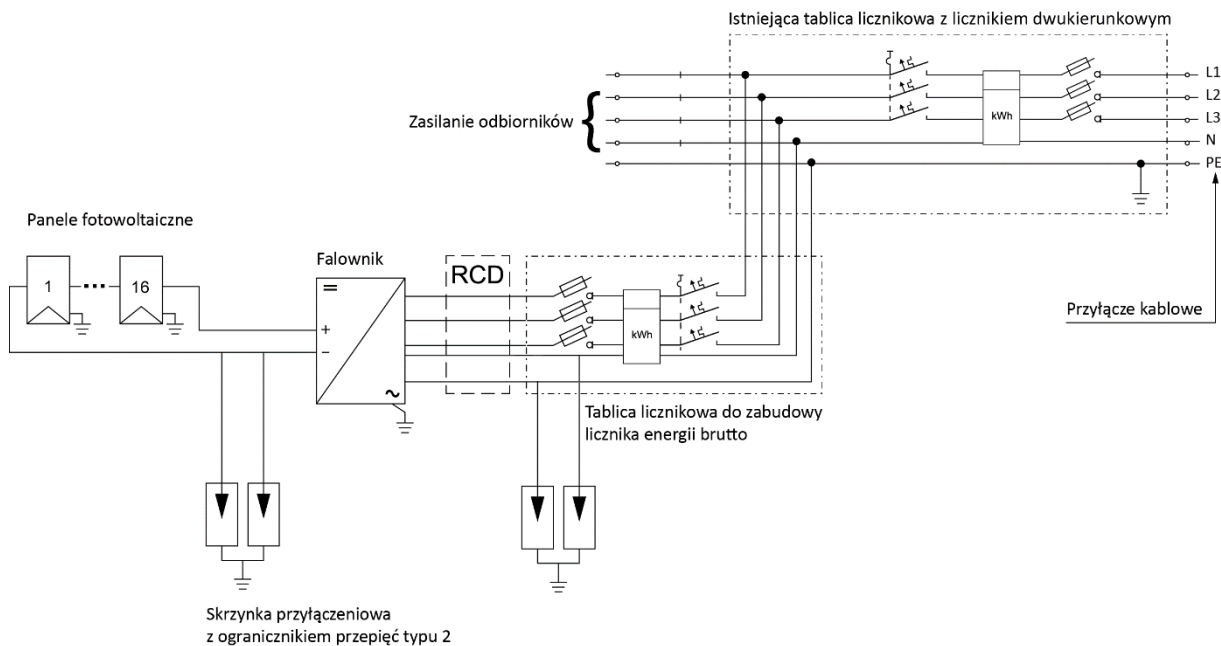 Istniejąca tablica licznikowa z licznikiem dwukierunkowym
L1
L2
L3
N
PE
kWh
Zasilanie odbiorników
Przyłącze kablowe
Panele fotowoltaiczne
1
16
Falownik
+
−
RCD
kWh
Tablica licznikowa do zabudowy
licznika energii brutto
Skrzynka przyłączeniowa
z ogranicznikiem przepięć typu 2